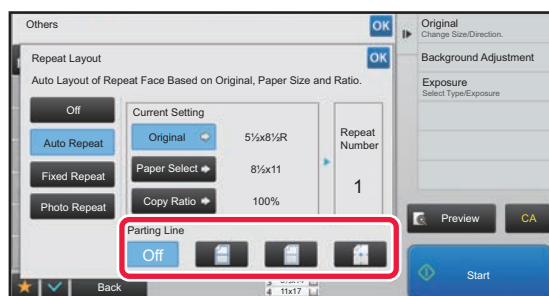 Others
OK
Original
Change Size/Direction.
Repeat Layout
OK
Background Adjustment
Auto Layout of Repeat Face Based on Original, Paper Size and Ratio.
Exposure
Select Type/Exposure
Off
Current Setting
Auto Repeat
Original
5½x8½R
Repeat
Number
Fixed Repeat
Paper Select
8½x11
1
Photo Repeat
Copy Ratio
100%
Preview
CA
Parting Line
Off
Start
Back
4 11x17